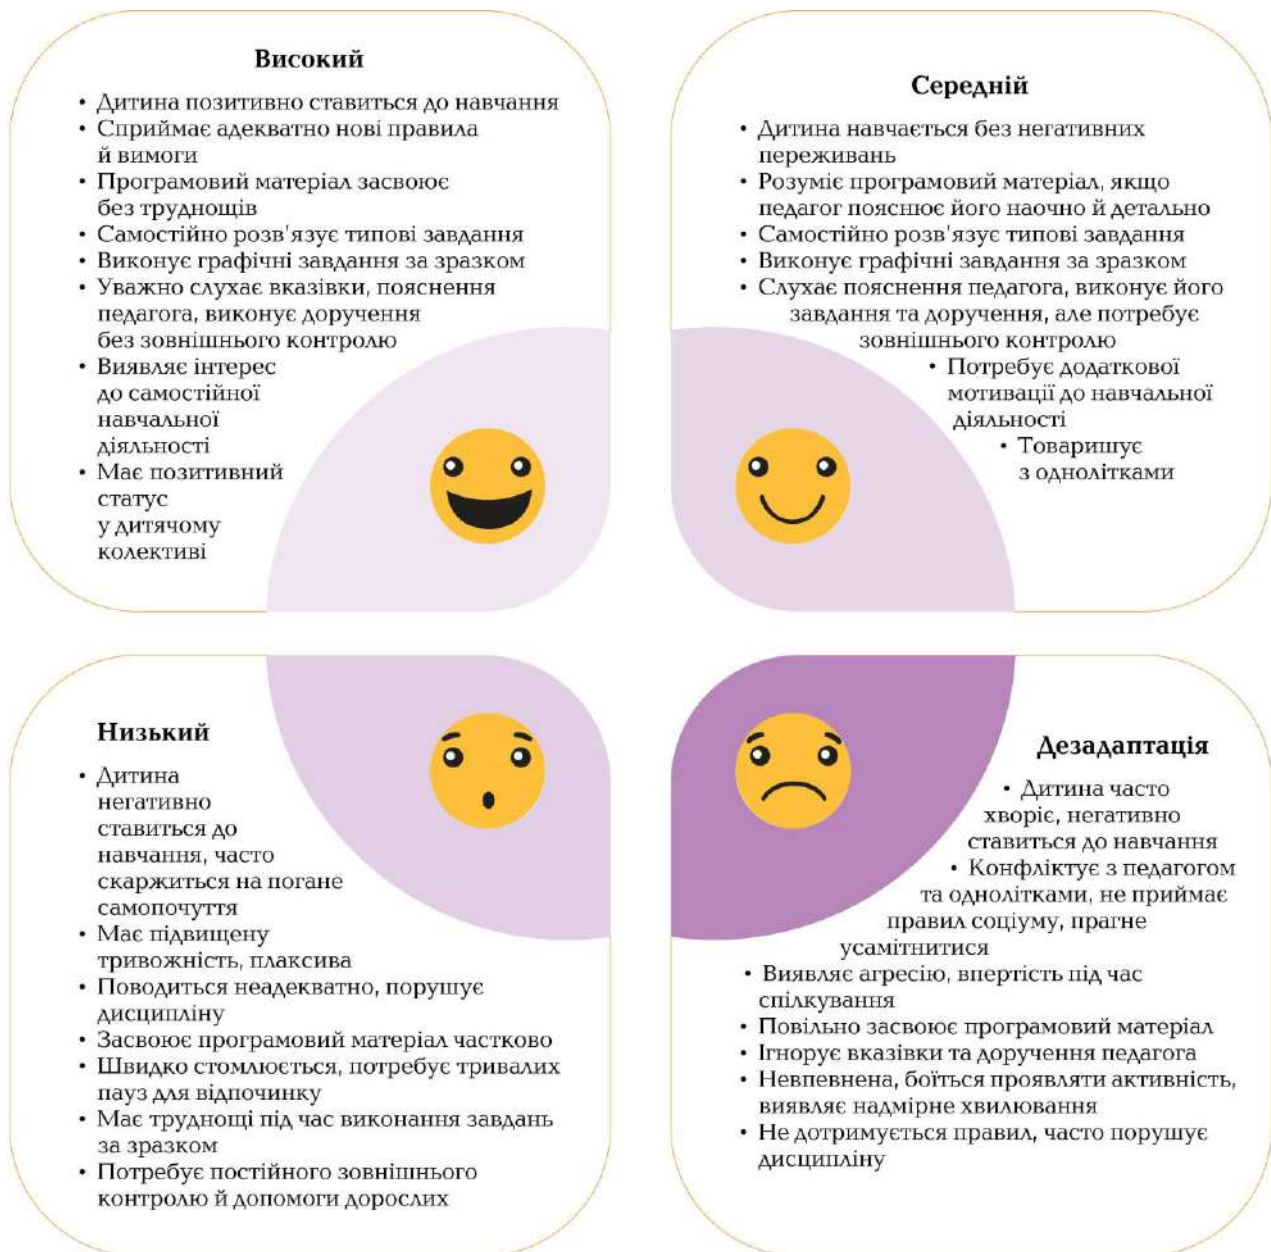 Високий
• Дитина позитивно ставиться до навчання
• Сприймає адекватно нові правила
й вимоги
• Програмовий матеріал засвоює
без труднощів
• Самостійно розв’язує типові завдання
• Виконує графічні завдання за зразком
• Уважно слухає вказівки, пояснення
педагога, виконує доручення
без зовнішнього контролю
• Виявляє інтерес
до самостійної
навчальної
діяльності
• Має позитивний
статус
у дитячому
колективі
Середній
• Дитина навчається без негативних
переживань
• Розуміє програмовий матеріал, якщо
педагог пояснює його наочно й детально
• Самостійно розв’язує типові завдання
• Виконує графічні завдання за зразком
• Слухає пояснення педагога, виконує його
завдання та доручення, але потребує
зовнішнього контролю
• Потребує додаткової
мотивації до навчальної
діяльності
• Товаришує
з однолітками
Низький
• Дитина
негативно
ставиться до
навчання, часто
скаржиться на погане
самопочуття
• Має підвищену
тривожність, плаксива
• Поводиться неадекватно, порушує
дисципліну
• Засвоює програмовий матеріал частково
• Швидко стомлюється, потребує тривалих
пауз для відпочинку
• Має труднощі під час виконання завдань
за зразком
• Потребує постійного зовнішнього
контролю й допомоги дорослих
Дезадаптація
• Дитина часто
хворіє, негативно
ставиться до навчання
• Конфліктує з педагогом
та однолітками, не приймає
правил соціуму, прагне
усамітнитися
• Виявляє агресію, впертість під час
спілкування
• Повільно засвоює програмовий матеріал
• Ігнорує вказівки та доручення педагога
• Невпевнена, боїться проявляти активність,
виявляє надмірне хвилювання
• Не дотримується правил, часто порушує
дисципліну